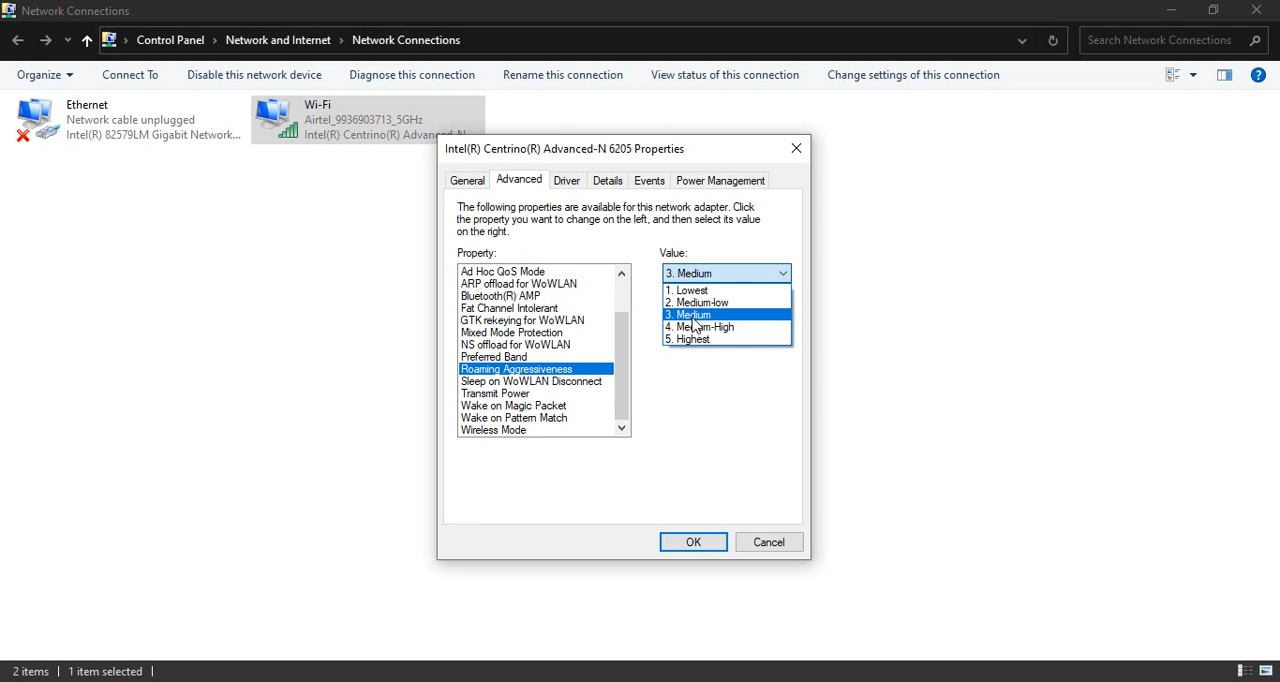 Network Connections
Control Panel › Network and Internet › Network Connections
Search Network Connections
Organize
Connect To
Disable this network device
Diagnose this connection
Rename this connection
View status of this connection
Change settings of this connection
Ethernet
Network cable unplugged
Intel(R) 82579LM Gigabit Network...
Wi-Fi
Airtel_9936903713_5GHz
Intel(R) Centrino(R) Advanced-N
Intel(R) Centrino(R) Advanced-N 6205 Properties
General
Advanced
Driver
Details
Events
Power Management
The following properties are available for this network adapter. Click
the property you want to change on the left, and then select its value
on the right.
Property:
Ad Hoc QoS Mode
ARP offload for WoWLAN
Bluetooth(R) AMP
Fat Channel Intolerant
GTK rekeying for WoWLAN
Mixed Mode Protection
NS offload for WoWLAN
Preferred Band
Roaming Aggressiveness
Sleep on WoWLAN Disconnect
Transmit Power
Wake on Magic Packet
Wake on Pattern Match
Wireless Mode
Value:
3. Medium
1. Lowest
2. Medium-low
3. Medium
4. Medium-High
5. Highest
OK
Cancel
2 items
1 item selected